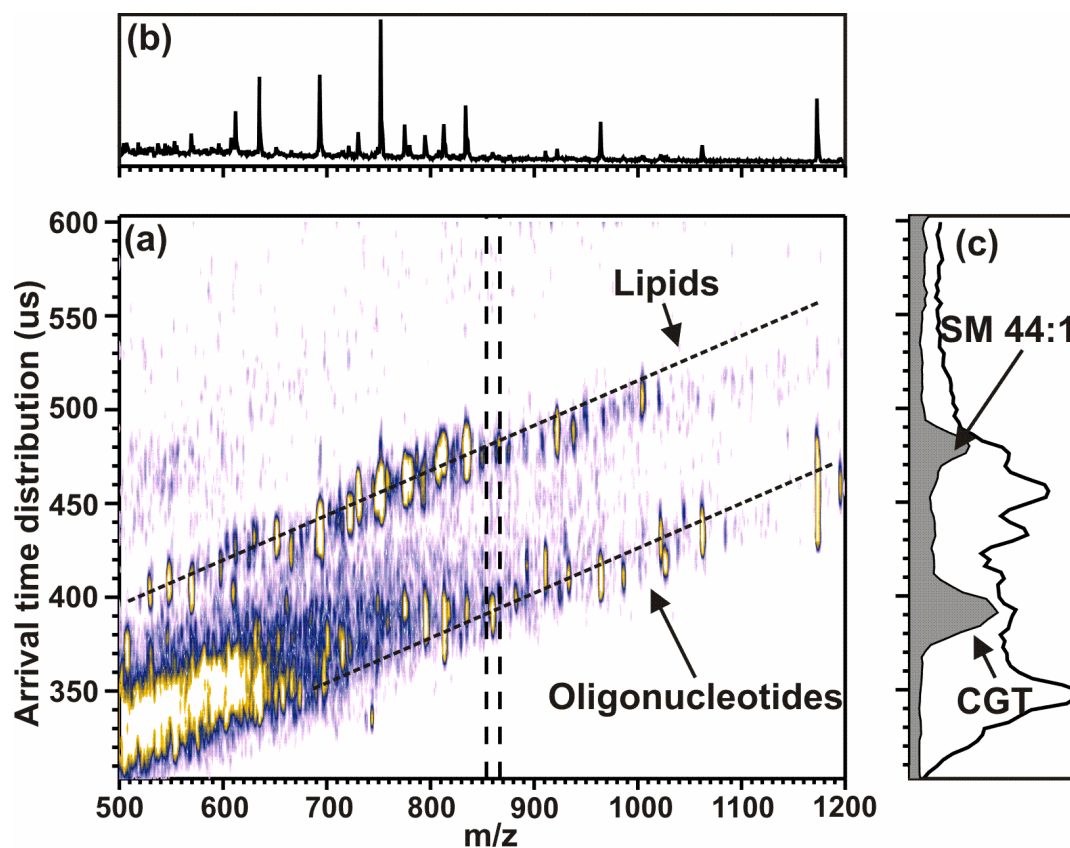 (b)
(a)
(c)
600
550
500
450
400
350
Arrival time distribution (us)
Lipids
Oligonucleotides
SM 44:1
CGT
500
600
700
800
900
1000
1100
1200
m/z